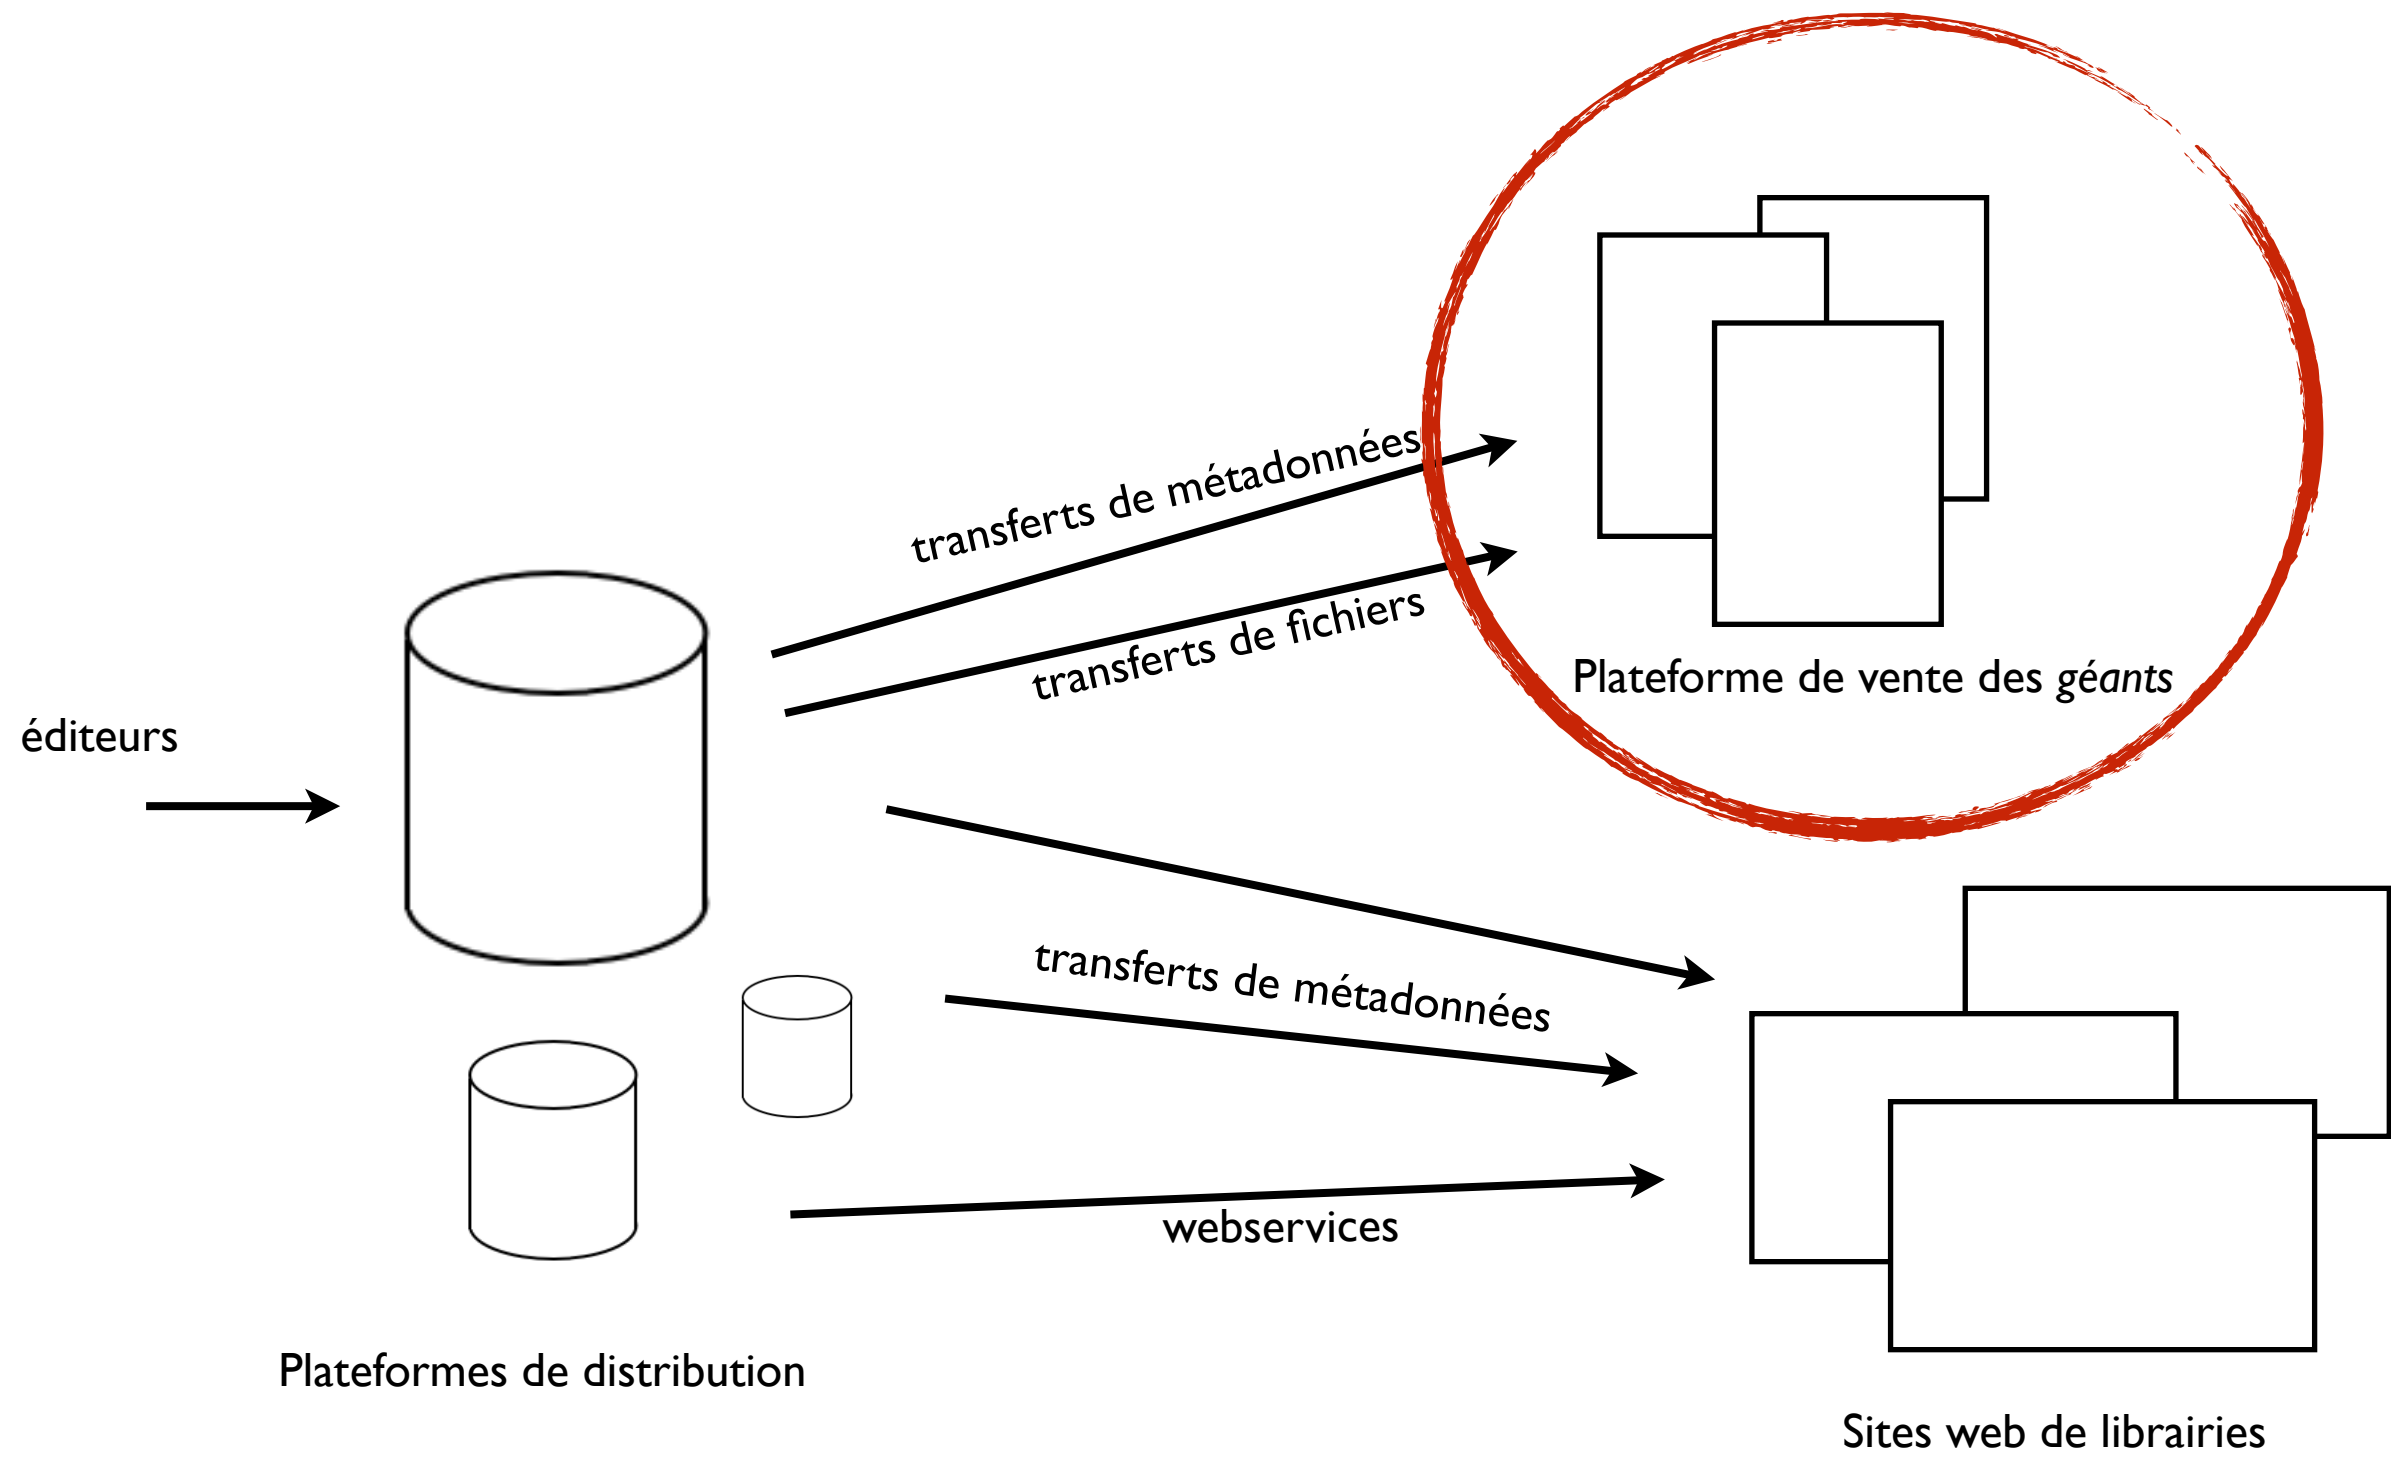 transferts de métadonnées
transferts de fichiers
Plateforme de vente des géants
éditeurs
transferts de métadonnées
webservices
Plateformes de distribution
Sites web de librairies